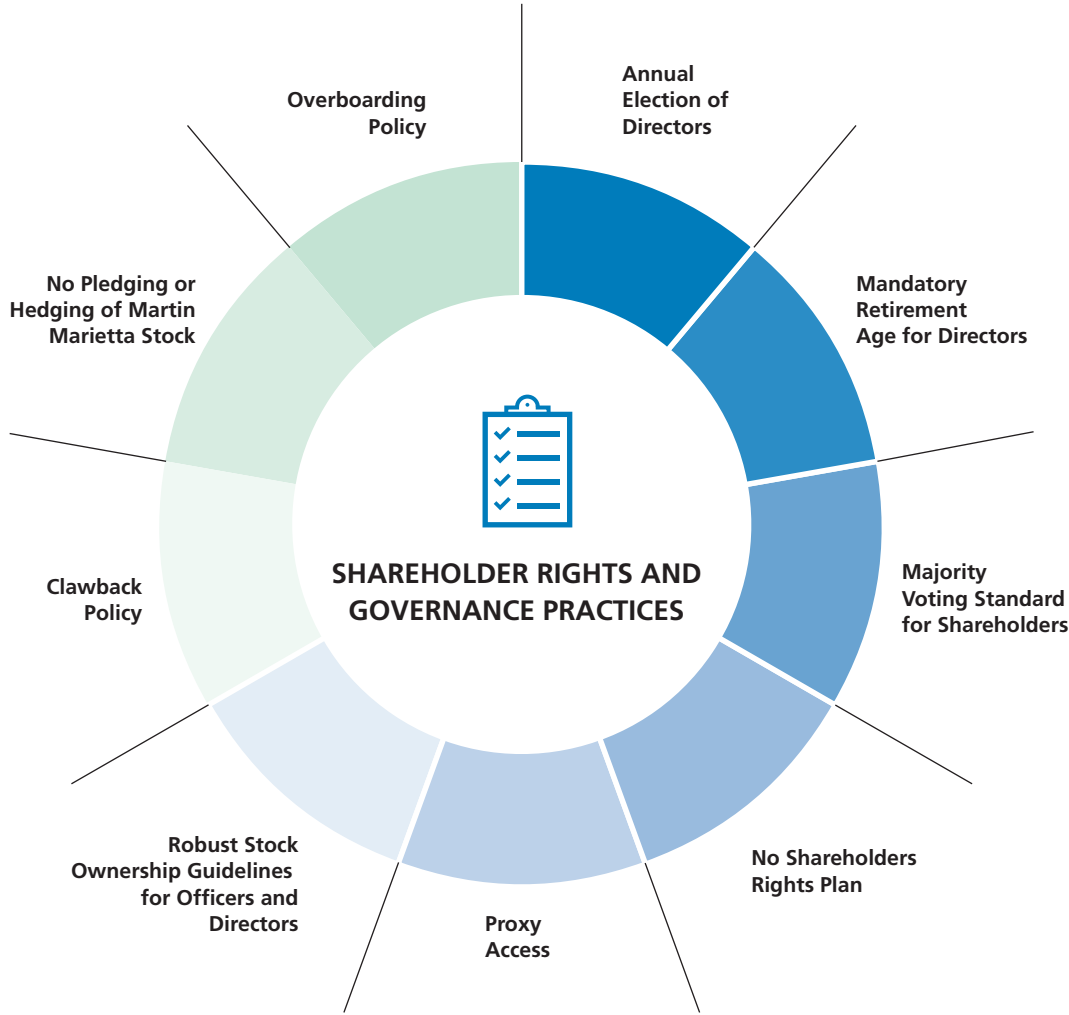 Overboarding
Policy
Annual
Election of
Directors
No Pledging or
Hedging of Martin
Marietta Stock
Mandatory
Retirement
Age for Directors
SHAREHOLDER RIGHTS AND
GOVERNANCE PRACTICES
Clawback
Policy
Majority
Voting Standard
for Shareholders
Robust Stock
Ownership Guidelines
for Officers and
Directors
No Shareholders
Rights Plan
Proxy
Access